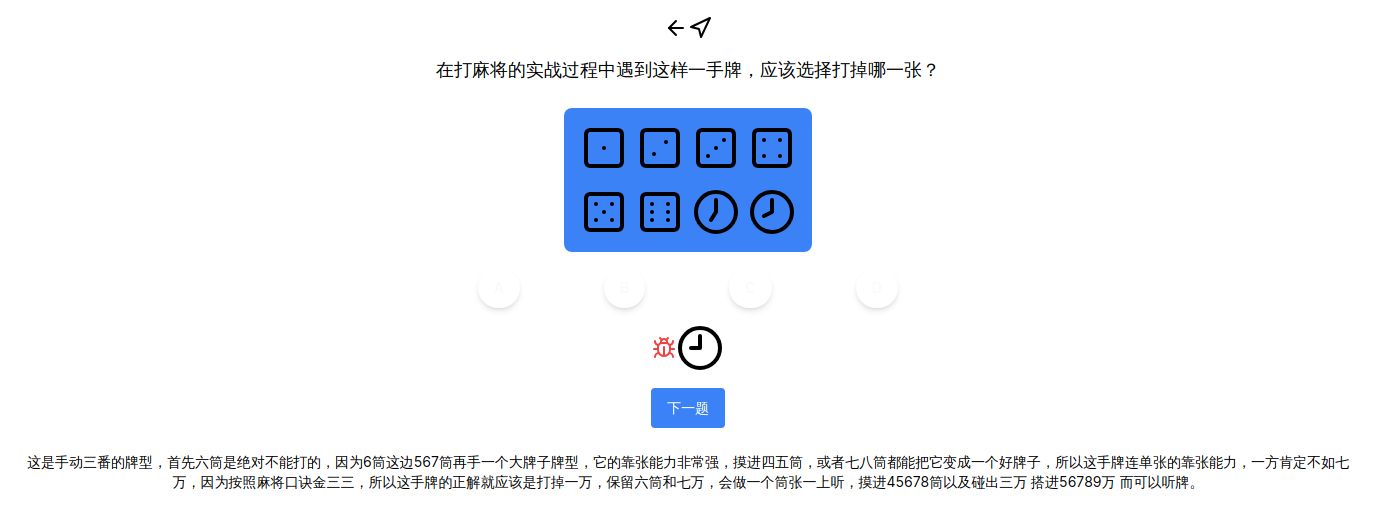 在打麻将的实战过程中遇到这样一手牌，应该选择打掉哪一张？
A B C D
下一题
这是手动三番的牌型，首先六筒是绝对不能打的，因为6筒这边567筒再手一个大牌子牌型，它的靠张能力非常强，摸进四五筒，或者七八筒都能把它变成一个好牌子，所以这手牌连单张的靠张能力，一方肯定不如七
万，因为按照麻将口诀金三三，所以这手牌的正解就应该是打掉一万，保留六筒和七万，会做一个筒张一上听，摸进45678筒以及碰出三万 搭进56789万 而可以听牌。